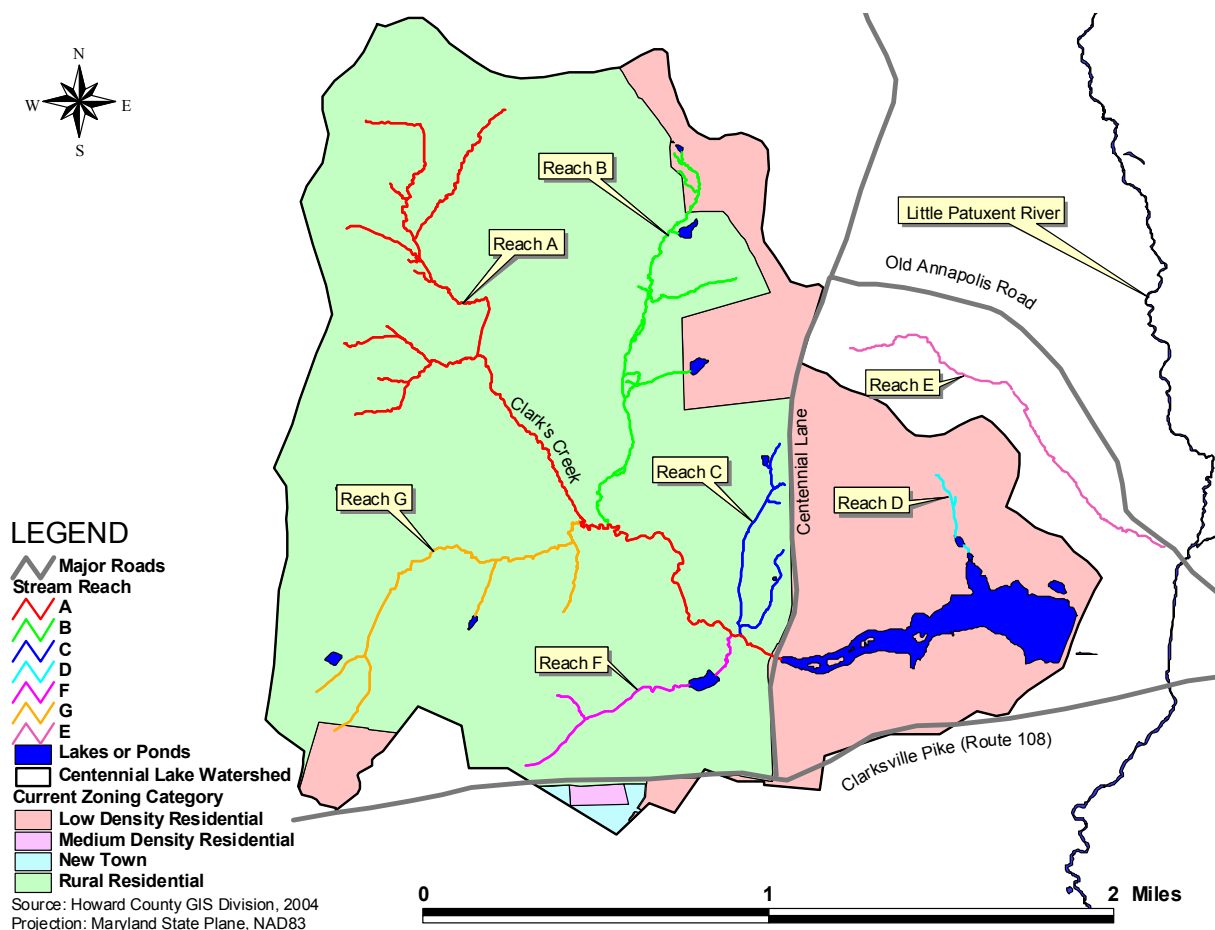 N
W E
S
Reach B
Reach A
Little Patuxent River
Old Annapolis Road
Reach E
Clark's Creek
Centennial Lane
Reach C
Reach D
Reach G
Reach F
Clarksville Pike (Route 108)
LEGEND
Major Roads
Stream Reach
A
B
C
D
F
G
E
Lakes or Ponds
Centennial Lake Watershed
Current Zoning Category
Low Density Residential
Medium Density Residential
New Town
Rural Residential
Source: Howard County GIS Division, 2004
Projection: Maryland State Plane, NAD83
0 1 2 Miles